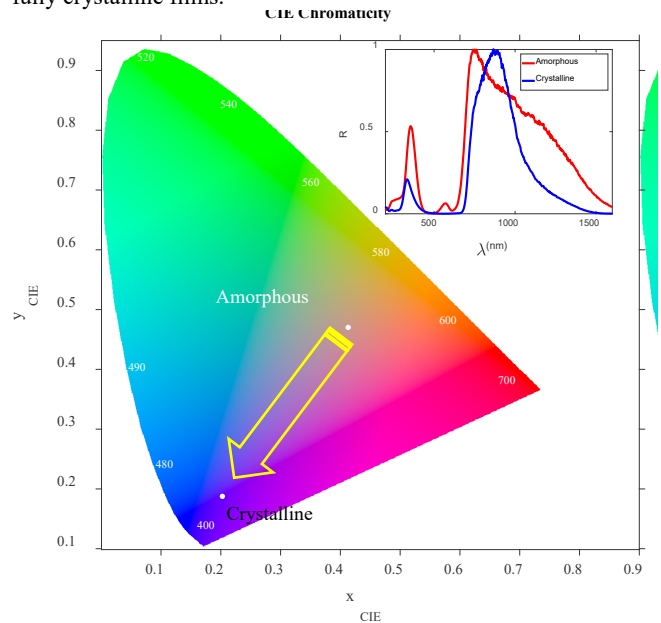 fully crystalline films.
CIE Chromaticity
0.9
0.8
0.7
0.6
0.5
0.4
0.3
0.2
0.1
y CIE
520
540
560
580
600
700
490
480
400
Amorphous
Crystalline
1
0.5
0
R
500
1000
1500
λ(nm)
Amorphous
Crystalline
0.1 0.2 0.3 0.4 0.5 0.6 0.7 0.8 0.9
x
CIE